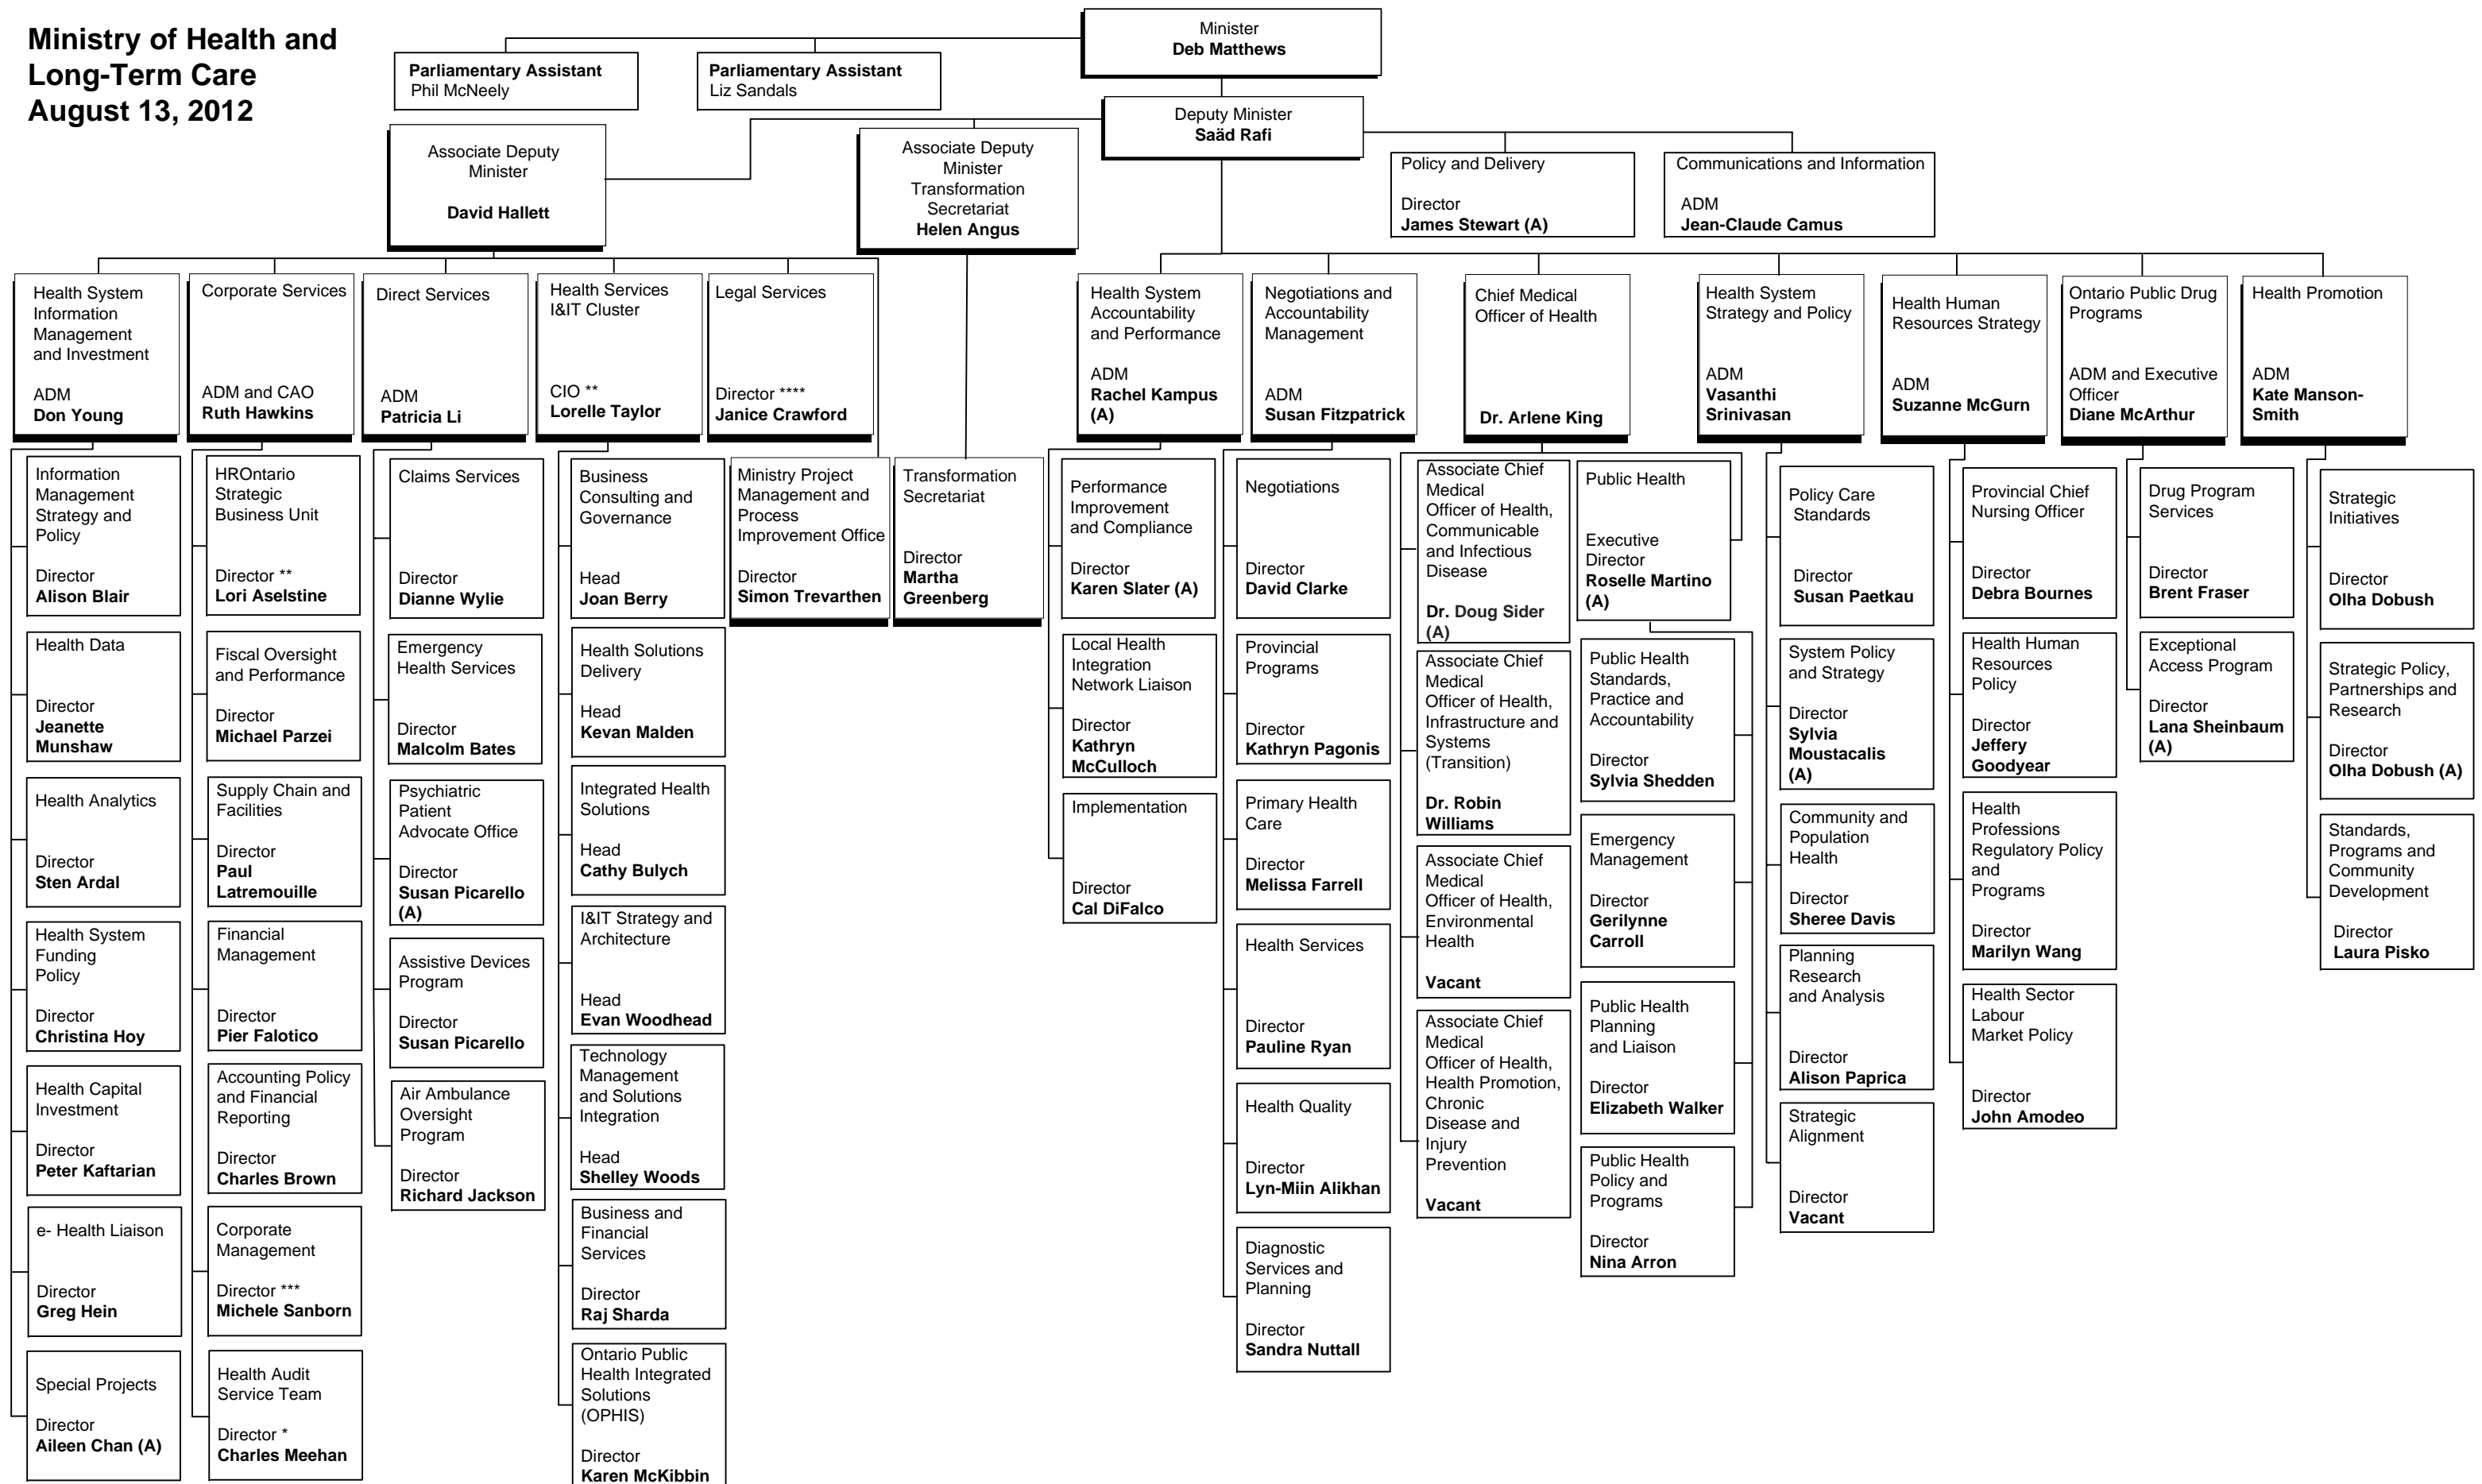 Ministry of Health and
Long-Term Care
August 13, 2012
Minister
Deb Matthews
Parliamentary Assistant
Phil McNeely
Parliamentary Assistant
Liz Sandals
Deputy Minister
Saäd Rafi
Associate Deputy
Minister
David Hallett
Associate Deputy
Minister
Transformation
Secretariat
Helen Angus
Policy and Delivery
Director
James Stewart (A)
Communications and Information
ADM
Jean-Claude Camus
Health System
Information
Management
and Investment
ADM
Don Young
Corporate Services
ADM and CAO
Ruth Hawkins
Direct Services
ADM
Patricia Li
Health Services
I&IT Cluster
CIO **
Lorelle Taylor
Legal Services
Director ****
Janice Crawford
Health System
Accountability
and Performance
ADM
Rachel Kampus
(A)
Negotiations and
Accountability
Management
ADM
Susan Fitzpatrick
Chief Medical
Officer of Health
Dr. Arlene King
Health System
Strategy and Policy
ADM
Vasanthi
Srinivasan
Health Human
Resources Strategy
ADM
Suzanne McGurn
Ontario Public Drug
Programs
ADM and Executive
Officer
Diane McArthur
Health Promotion
ADM
Kate Manson-
Smith
Information
Management
Strategy and
Policy
Director
Alison Blair
Health Data
Director
Jeanette
Munshaw
Health Analytics
Director
Sten Ardal
Health System
Funding
Policy
Director
Christina Hoy
Health Capital
Investment
Director
Peter Kaftarian
e- Health Liaison
Director
Greg Hein
Special Projects
Director
Aileen Chan (A)
HROntario
Strategic
Business Unit
Director **
Lori Aselstine
Fiscal Oversight
and Performance
Director
Michael Parzei
Supply Chain and
Facilities
Director
Paul
Latremouille
Financial
Management
Director
Pier Falotico
Accounting Policy
and Financial
Reporting
Director
Charles Brown
Corporate
Management
Director ***
Michele Sanborn
Health Audit
Service Team
Director *
Charles Meehan
Claims Services
Director
Dianne Wylie
Emergency
Health Services
Director
Malcolm Bates
Psychiatric
Patient
Advocate Office
Director
Susan Picarello
(A)
Assistive Devices
Program
Director
Susan Picarello
Air Ambulance
Oversight
Program
Director
Richard Jackson
Business
Consulting and
Governance
Head
Joan Berry
Health Solutions
Delivery
Head
Kevan Malden
Integrated Health
Solutions
Head
Cathy Bulych
I&IT Strategy and
Architecture
Head
Evan Woodhead
Technology
Management
and Solutions
Integration
Head
Shelley Woods
Business and
Financial
Services
Director
Raj Sharda
Ontario Public
Health Integrated
Solutions
(OPHIS)
Director
Karen McKibbin
Ministry Project
Management and
Process
Improvement Office
Director
Simon Trevarthen
Transformation
Secretariat
Director
Martha
Greenberg
Performance
Improvement
and Compliance
Director
Karen Slater (A)
Local Health
Integration
Network Liaison
Director
Kathryn
McCulloch
Implementation
Director
Cal DiFalco
Negotiations
Director
David Clarke
Provincial
Programs
Director
Kathryn Pagonis
Primary Health
Care
Director
Melissa Farrell
Health Services
Director
Pauline Ryan
Health Quality
Director
Lyn-Miin Alikhan
Diagnostic
Services and
Planning
Director
Sandra Nuttall
Associate Chief
Medical
Officer of Health,
Communicable
and Infectious
Disease
Dr. Doug Sider
(A)
Associate Chief
Medical
Officer of Health,
Infrastructure and
Systems
(Transition)
Dr. Robin
Williams
Associate Chief
Medical
Officer of Health,
Environmental
Health
Vacant
Associate Chief
Medical
Officer of Health,
Health Promotion,
Chronic
Disease and
Injury
Prevention
Vacant
Public Health
Executive
Director
Roselle Martino
(A)
Public Health
Standards,
Practice and
Accountability
Director
Sylvia Shedden
Emergency
Management
Director
Gerilynne
Carroll
Public Health
Planning
and Liaison
Director
Elizabeth Walker
Public Health
Policy and
Programs
Director
Nina Arron
Policy Care
Standards
Director
Susan Paetkau
System Policy
and Strategy
Director
Sylvia
Moustacalis
(A)
Community and
Population
Health
Director
Sheree Davis
Planning
Research
and Analysis
Director
Alison Paprica
Strategic
Alignment
Director
Vacant
Provincial Chief
Nursing Officer
Director
Debra Bournes
Health Human
Resources
Policy
Director
Jeffery
Goodyear
Health
Professions
Regulatory Policy
and
Programs
Director
Marilyn Wang
Health Sector
Labour
Market Policy
Director
John Amodeo
Drug Program
Services
Director
Brent Fraser
Exceptional
Access Program
Director
Lana Sheinbaum
(A)
Strategic
Initiatives
Director
Olha Dobush
Strategic Policy,
Partnerships and
Research
Director
Olha Dobush (A)
Standards,
Programs and
Community
Development
Director
Laura Pisko